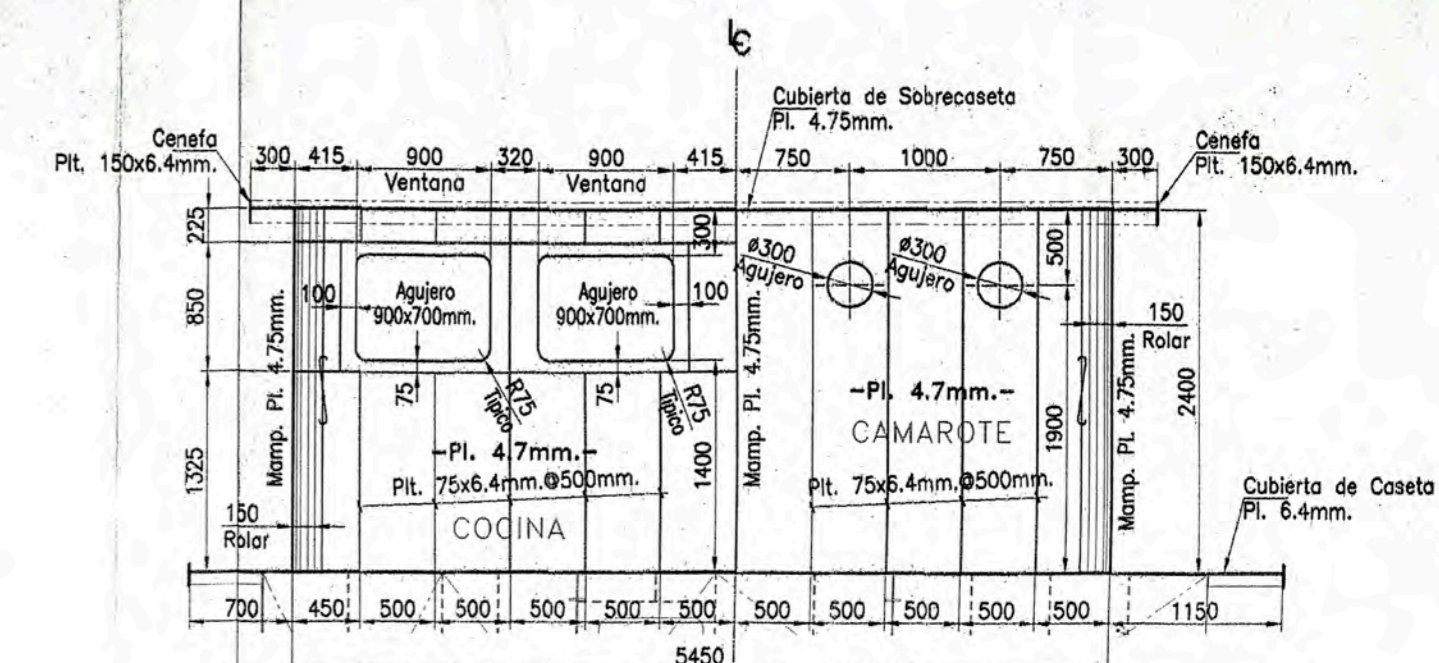 ℄
Cubierta de Sobrecaseta
Pl. 4.75mm.
Cenefa
Plt. 150x6.4mm.
Cenefa
Plt. 150x6.4mm.
300 415 900 320 900 415 750 1000 750 300
Ventana Ventana
225
850
1325
300
500
Ø300
Agujero
Ø300
Agujero
100
Agujero
900x700mm.
Agujero
900x700mm.
100
150
Rolar
Mamp. Pl. 4.75mm.
Mamp. Pl. 4.75mm.
Mamp. Pl. 4.75mm.
2400
75
R75
Típico
75
R75
Típico
-Pl. 4.7mm.-
CAMAROTE
1900
-Pl. 4.7mm.-
1400
Plt. 75x6.4mm.@500mm.
Plt. 75x6.4mm.@500mm.
COCINA
150
Rolar
Cubierta de Caseta
Pl. 6.4mm.
700 450 500 500 500 500 500 500 500 500 500 500 1150
5450